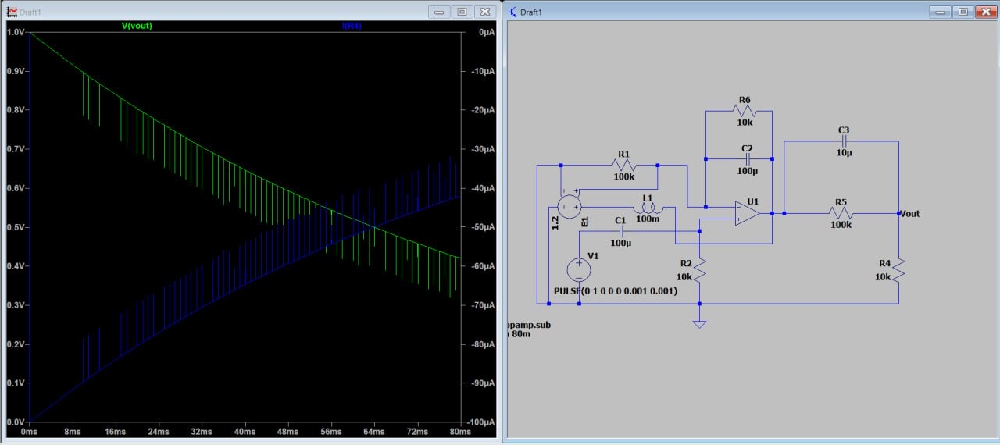 Draft1
V(vout)
I(R4)
1.0V
0.9V
0.8V
0.7V
0.6V
0.5V
0.4V
0.3V
0.2V
0.1V
0.0V
0µA
-10µA
-20µA
-30µA
-40µA
-50µA
-60µA
-70µA
-80µA
-90µA
-100µA
0ms 8ms 16ms 24ms 32ms 40ms 48ms 56ms 64ms 72ms 80ms
Draft1
R6
10k
C3
10µ
C2
100µ
R1
100k
L1
100m
U1
R5
100k
Vout
1.2
E1
C1
100µ
V1
R2
10k
R4
10k
PULSE(0 1 0 0 0 0.001 0.001)
opamp.sub
80m